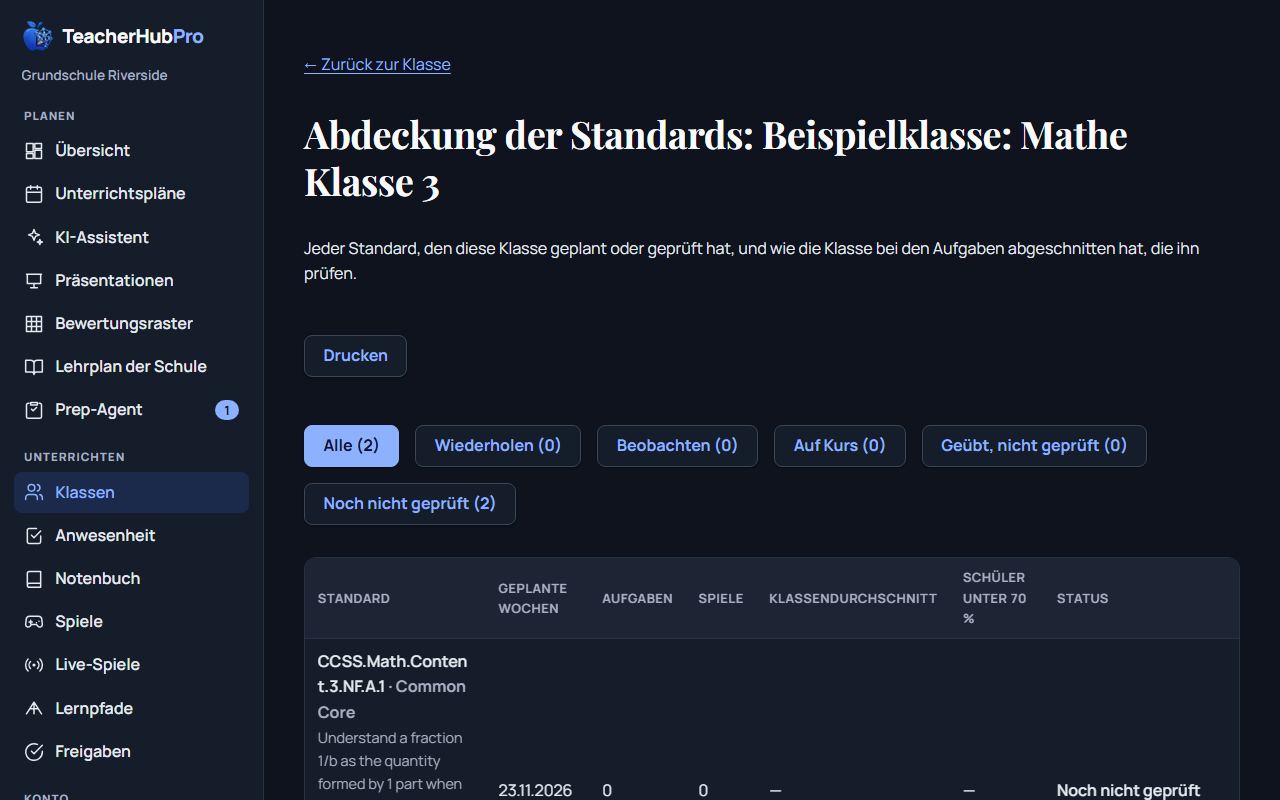 TeacherHubPro
Grundschule Riverside
PLANEN
Übersicht
Unterrichtspläne
KI-Assistent
Präsentationen
Bewertungsraster
Lehrplan der Schule
Prep-Agent 1
UNTERRICHTEN
Klassen
Anwesenheit
Notenbuch
Spiele
Live-Spiele
Lernpfade
Freigaben
KONTO
← Zurück zur Klasse
Abdeckung der Standards: Beispielklasse: Mathe
Klasse 3
Jeder Standard, den diese Klasse geplant oder geprüft hat, und wie die Klasse bei den Aufgaben abgeschnitten hat, die ihn
prüfen.
Drucken
Alle (2) Wiederholen (0) Beobachten (0) Auf Kurs (0) Geübt, nicht geprüft (0)
Noch nicht geprüft (2)
STANDARD
GEPLANTE
WOCHEN
AUFGABEN
SPIELE
KLASSENDURCHSCHNITT
SCHÜLER
UNTER 70
%
STATUS
CCSS.Math.Conten
t.3.NF.A.1 · Common
Core
Understand a fraction
1/b as the quantity
formed by 1 part when
23.11.2026 0 0 — — Noch nicht geprüft